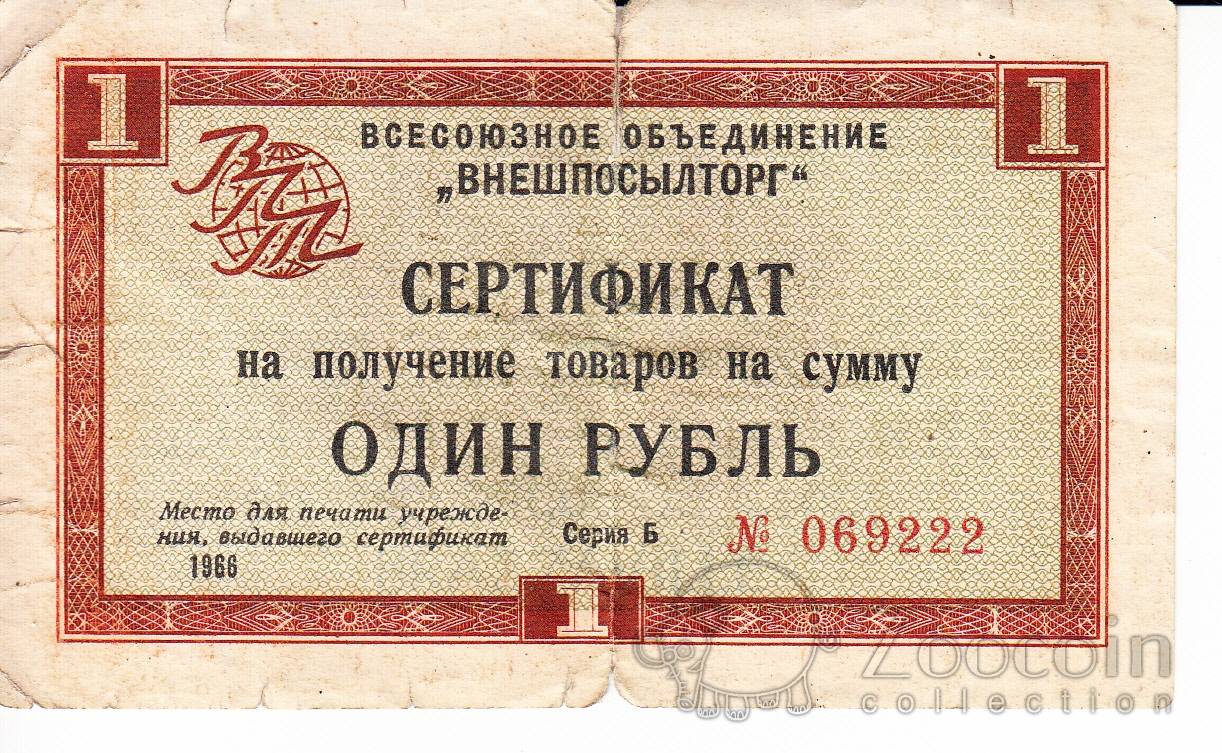 1 1
ВСЕСОЮЗНОЕ ОБЪЕДИНЕНИЕ
„ВНЕШПОСЫЛТОРГ“
ВПТ
СЕРТИФИКАТ
на получение товаров на сумму
ОДИН РУБЛЬ
Место для печати учрежде-
ния, выдавшего сертификат
1966
Серия Б № 069222
1
Zoocoin
collection